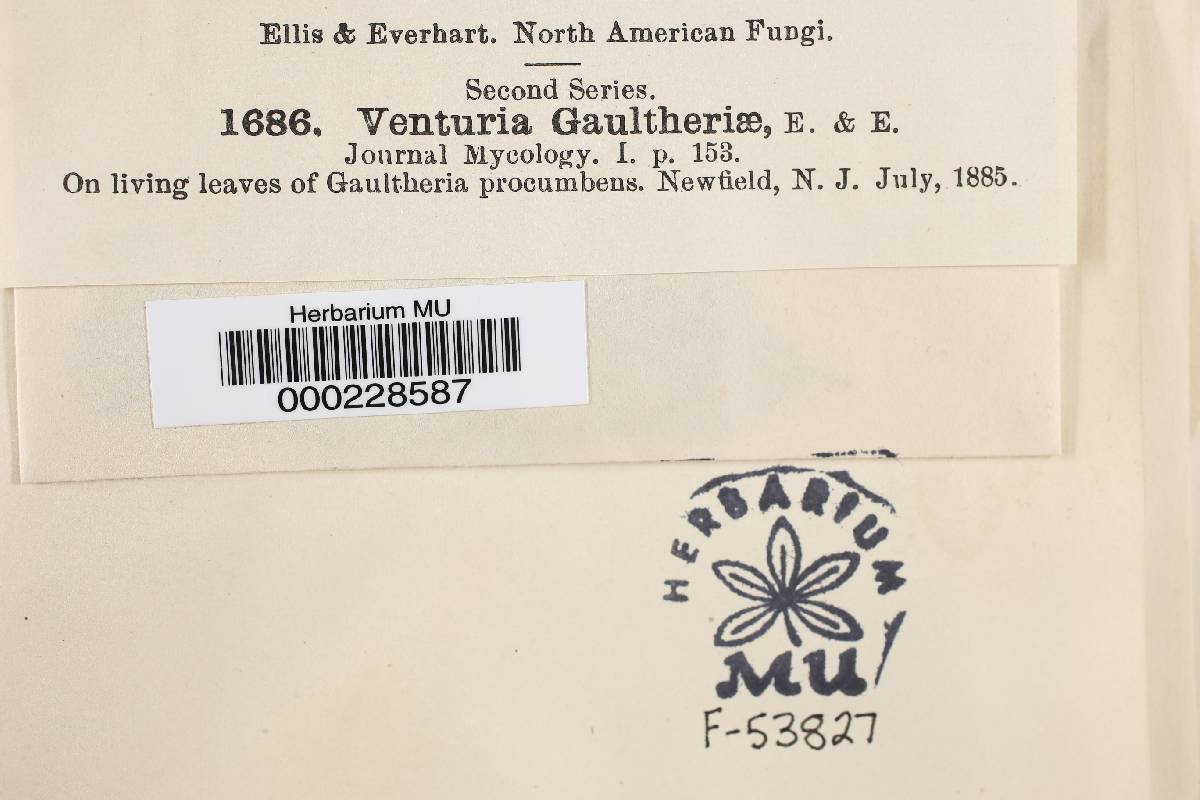 Ellis & Everhart. North American Fungi.
Second Series.
1686. Venturia Gaultheriæ, E. & E.
Journal Mycology. I. p. 153.
On living leaves of Gaultheria procumbens. Newfield, N. J. July, 1885.
Herbarium MU
000228587
HERBARIUM
MU
F-53827